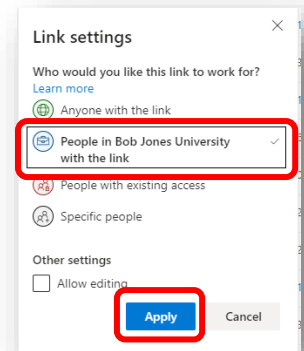 Link settings
Who would you like this link to work for?
Learn more
Anyone with the link
People in Bob Jones University
with the link
People with existing access
Specific people
Other settings
Allow editing
Apply
Cancel